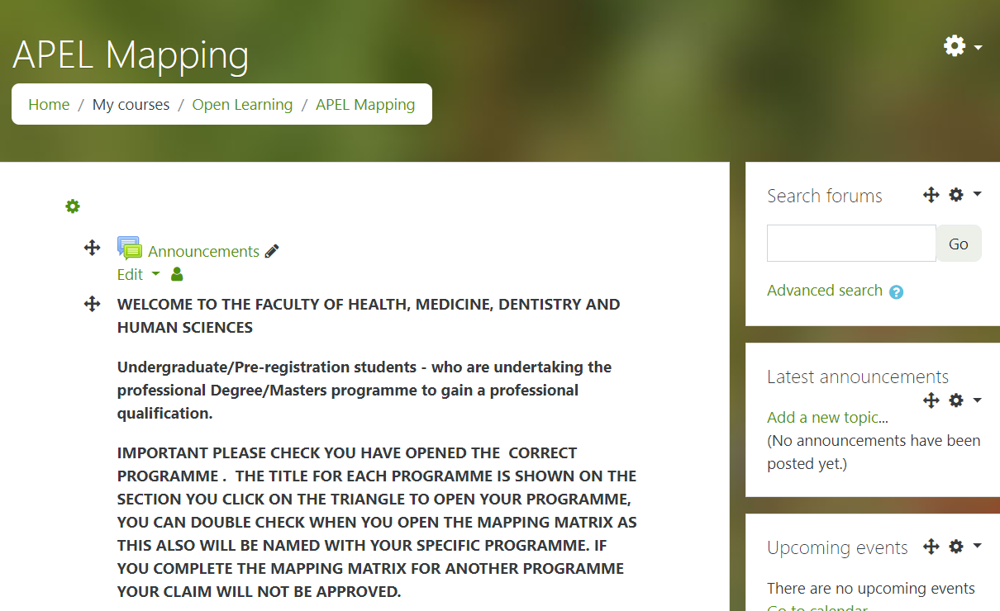 APEL Mapping
Home / My courses / Open Learning / APEL Mapping
Announcements
Edit
WELCOME TO THE FACULTY OF HEALTH, MEDICINE, DENTISTRY AND
HUMAN SCIENCES
Undergraduate/Pre-registration students - who are undertaking the
professional Degree/Masters programme to gain a professional
qualification.
IMPORTANT PLEASE CHECK YOU HAVE OPENED THE  CORRECT
PROGRAMME .  THE TITLE FOR EACH PROGRAMME IS SHOWN ON THE
SECTION YOU CLICK ON THE TRIANGLE TO OPEN YOUR PROGRAMME,
YOU CAN DOUBLE CHECK WHEN YOU OPEN THE MAPPING MATRIX AS
THIS ALSO WILL BE NAMED WITH YOUR SPECIFIC PROGRAMME. IF
YOU COMPLETE THE MAPPING MATRIX FOR ANOTHER PROGRAMME
YOUR CLAIM WILL NOT BE APPROVED.
Search forums
Go
Advanced search ?
Latest announcements
Add a new topic...
(No announcements have been
posted yet.)
Upcoming events
There are no upcoming events
Go to calendar